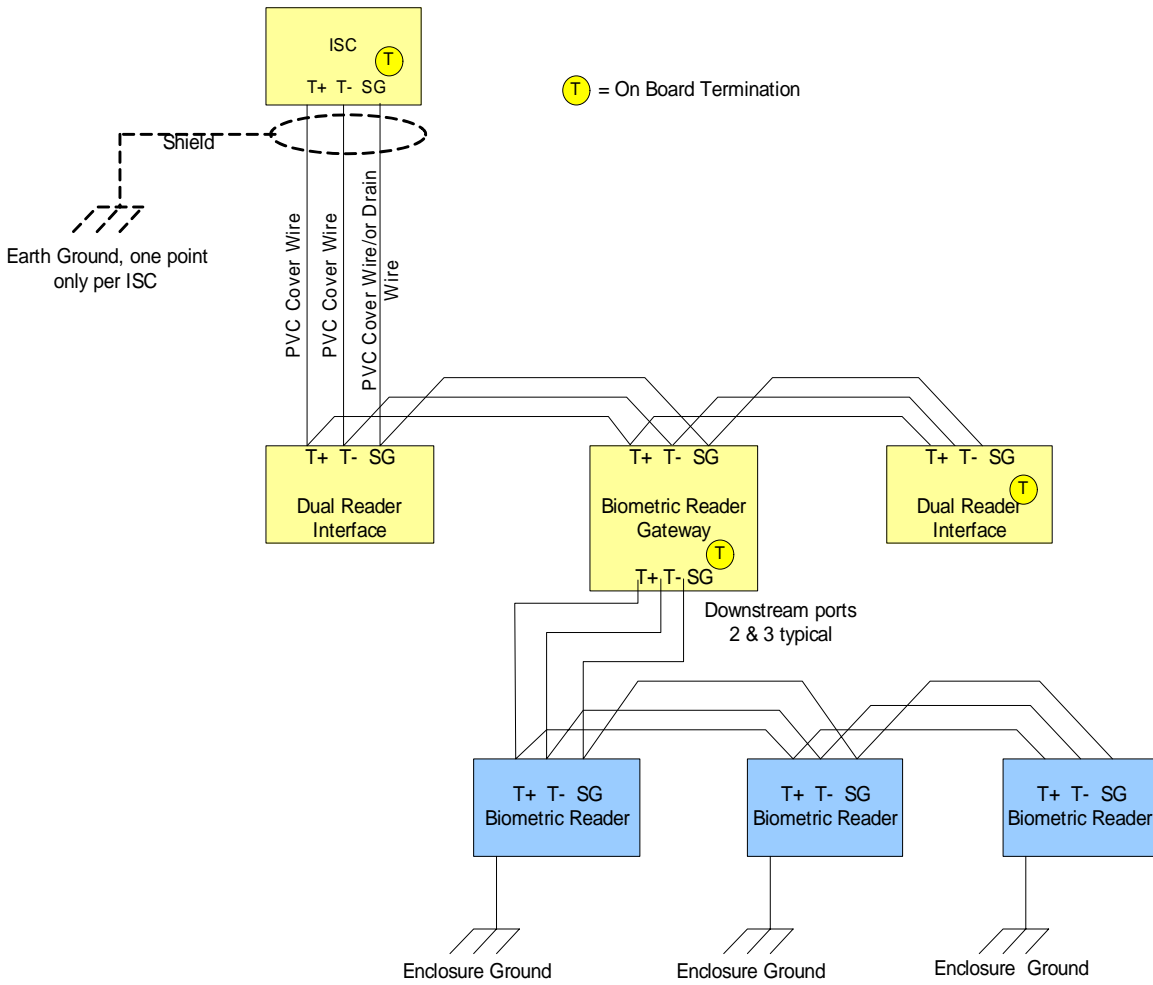 ISC
T
T+ T- SG
T = On Board Termination
Shield
Earth Ground, one point
only per ISC
PVC Cover Wire
PVC Cover Wire
PVC Cover Wire/or Drain
Wire
T+ T- SG
Dual Reader
Interface
T+ T- SG
Biometric Reader
Gateway
T
T+ T- SG
T+ T- SG
T
Dual Reader
Interface
Downstream ports
2 & 3 typical
T+ T- SG
Biometric Reader
T+ T- SG
Biometric Reader
T+ T- SG
Biometric Reader
Enclosure Ground
Enclosure Ground
Enclosure Ground